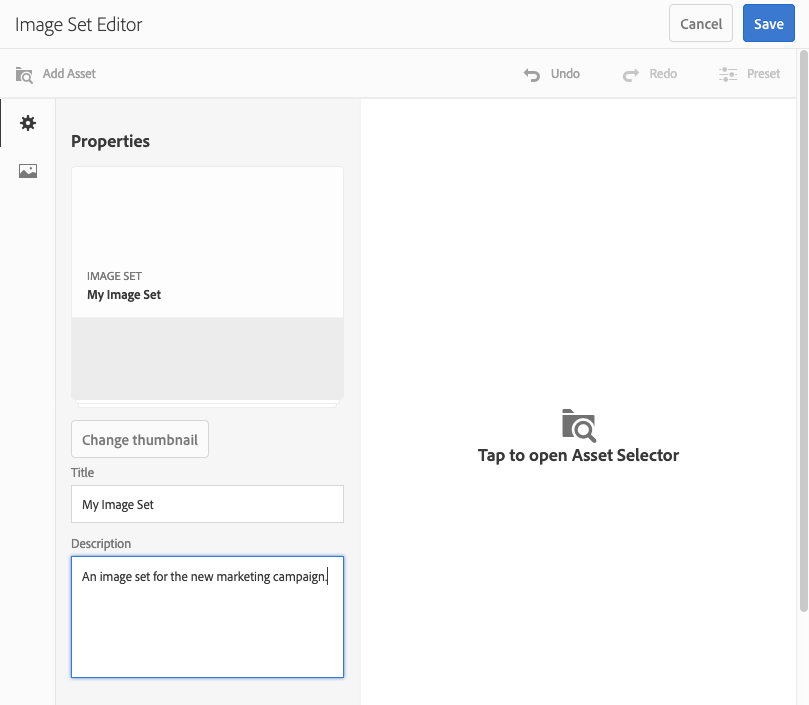 Image Set Editor
Cancel
Save
Add Asset
Undo
Redo
Preset
Properties
IMAGE SET
My Image Set
Change thumbnail
Title
My Image Set
Description
An image set for the new marketing campaign.
Tap to open Asset Selector